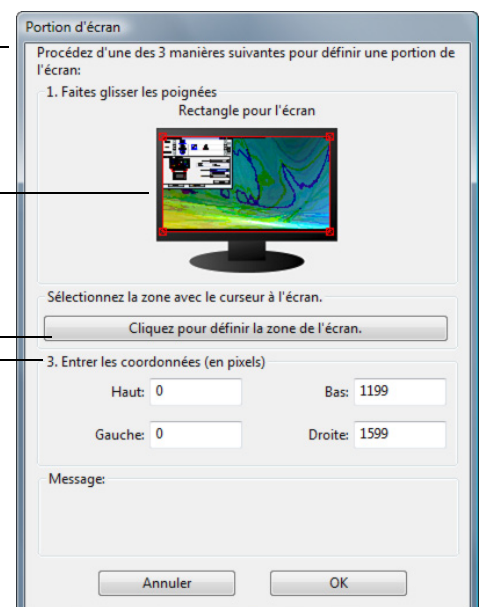 Portion d'écran
Procédez d'une des 3 manières suivantes pour définir une portion de
l'écran:
1. Faites glisser les poignées
Rectangle pour l'écran
Sélectionnez la zone avec le curseur à l'écran.
Cliquez pour définir la zone de l'écran.
3. Entrer les coordonnées (en pixels)
Haut: 0 Bas: 1199
Gauche: 0 Droite: 1599
Message:
Annuler OK